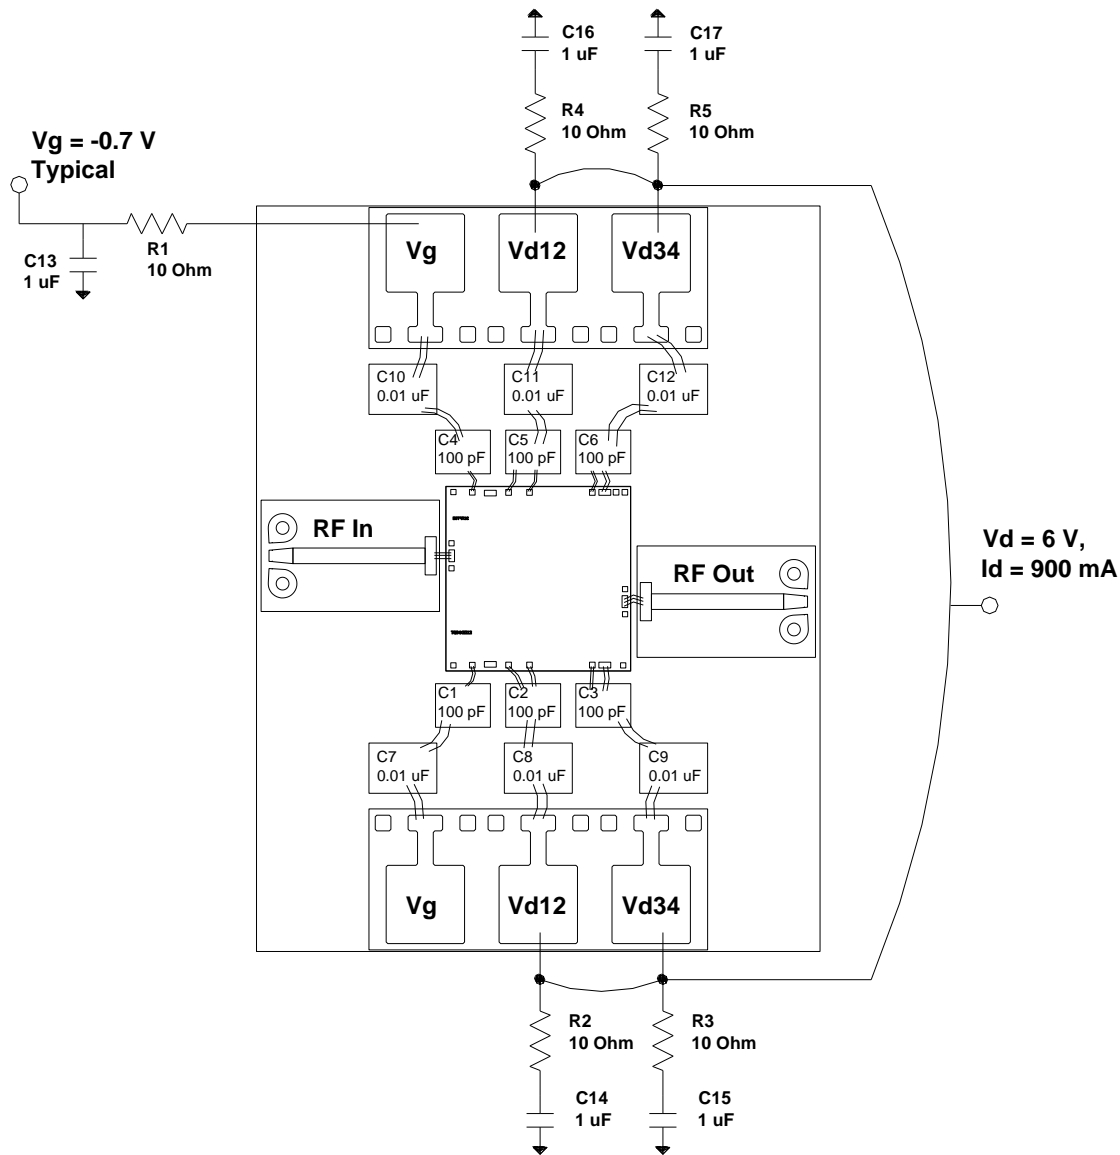 C16
1 uF
C17
1 uF
R4
10 Ohm
R5
10 Ohm
Vg = -0.7 V
Typical
C13
1 uF
R1
10 Ohm
Vg
Vd12
Vd34
C10
0.01 uF
C11
0.01 uF
C12
0.01 uF
C4
100 pF
C5
100 pF
C6
100 pF
RF In
RF Out
Vd = 6 V,
Id = 900 mA
C1
100 pF
C2
100 pF
C3
100 pF
C7
0.01 uF
C8
0.01 uF
C9
0.01 uF
Vg
Vd12
Vd34
R2
10 Ohm
R3
10 Ohm
C14
1 uF
C15
1 uF